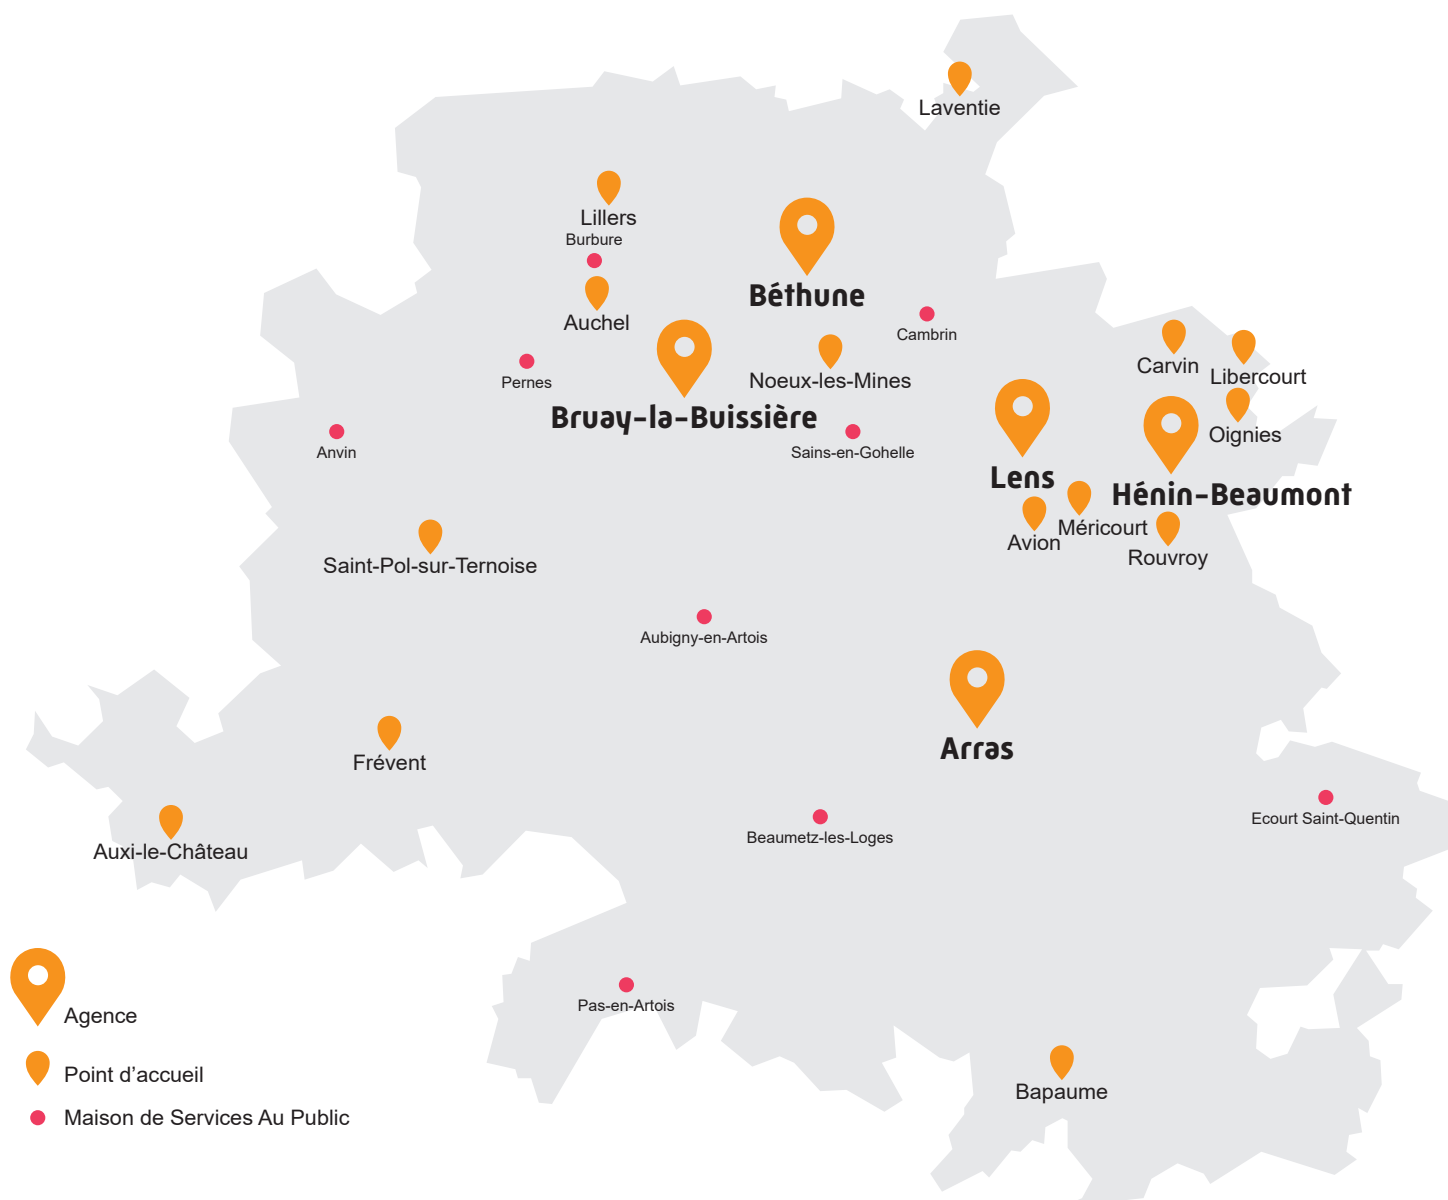 Laventie
Lillers
Burbure
Béthune
Auchel
Cambrin
Carvin
Libercourt
Pernes
Noeux-les-Mines
Bruay-la-Buissière
Oignies
Anvin
Sains-en-Gohelle
Lens
Hénin-Beaumont
Méricourt
Avion
Rouvroy
Saint-Pol-sur-Ternoise
Aubigny-en-Artois
Arras
Frévent
Ecourt Saint-Quentin
Beaumetz-les-Loges
Auxi-le-Château
Pas-en-Artois
Bapaume
Agence
Point d’accueil
Maison de Services Au Public